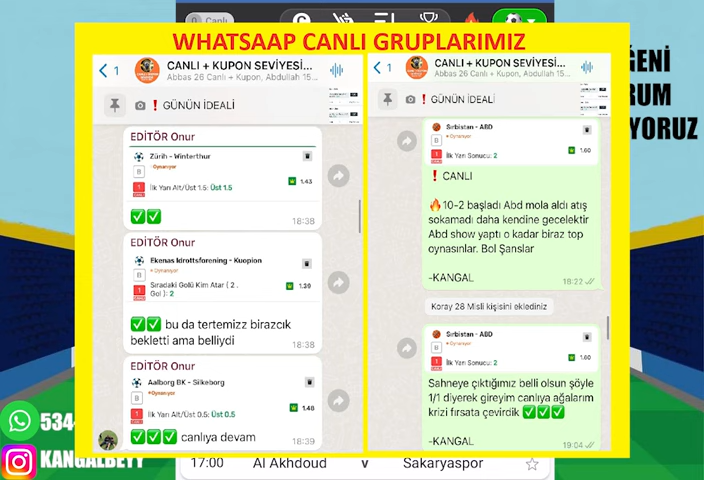 Canlı
WHATSAAP CANLI GRUPLARIMIZ
1
CANLI + KUPON SEVİYESİ...
Abbas 26 Canlı + Kupon, Abdullah 15...
❗ GÜNÜN İDEALİ
EDİTÖR Onur
Zürih - Winterthur
Oynanıyor
B
1
İlk Yarı Alt/Üst 1.5: Üst 1.5
1.43
✅✅
18:38
EDİTÖR Onur
Ekenas Idrottsforening - Kuopion
Oynanıyor
B
1
Sıradaki Golü Kim Atar ( 2 .
Gol ): 2
1.39
✅✅ bu da tertemizz birazcık
bekletti ama belliydi
18:38
EDİTÖR Onur
Aalborg BK - Silkeborg
Oynanıyor
B
1
İlk Yarı Alt/Üst 0.5: Üst 0.5
1.48
✅✅✅ canlıya devam
18:39
1
CANLI + KUPON SEVİYESİ...
Abbas 26 Canlı + Kupon, Abdullah 15...
❗ GÜNÜN İDEALİ
Sırbistan - ABD
Oynanıyor
B
İlk Yarı Sonucu: 2
1.60
❗ CANLI
🔥10-2 başladı Abd mola aldı atış
sokamadı daha kendine gecelektir
Abd show yaptı o kadar biraz top
oynasınlar. Bol Şanslar
-KANGAL
18:22
Koray 28 Misli kişisini eklediniz
Sırbistan - ABD
Oynanıyor
B
İlk Yarı Sonucu: 2
1.60
Sahneye çıktığımız belli olsun şöyle
1/1 diyerek gireyim canlıya ağalarım
krizi fırsata çevirdik ✅✅✅
-KANGAL
19:04
ĞENİ
RUM
YORUZ
534
KANGALBETY
17:00 Al Akhdoud v Sakaryaspor